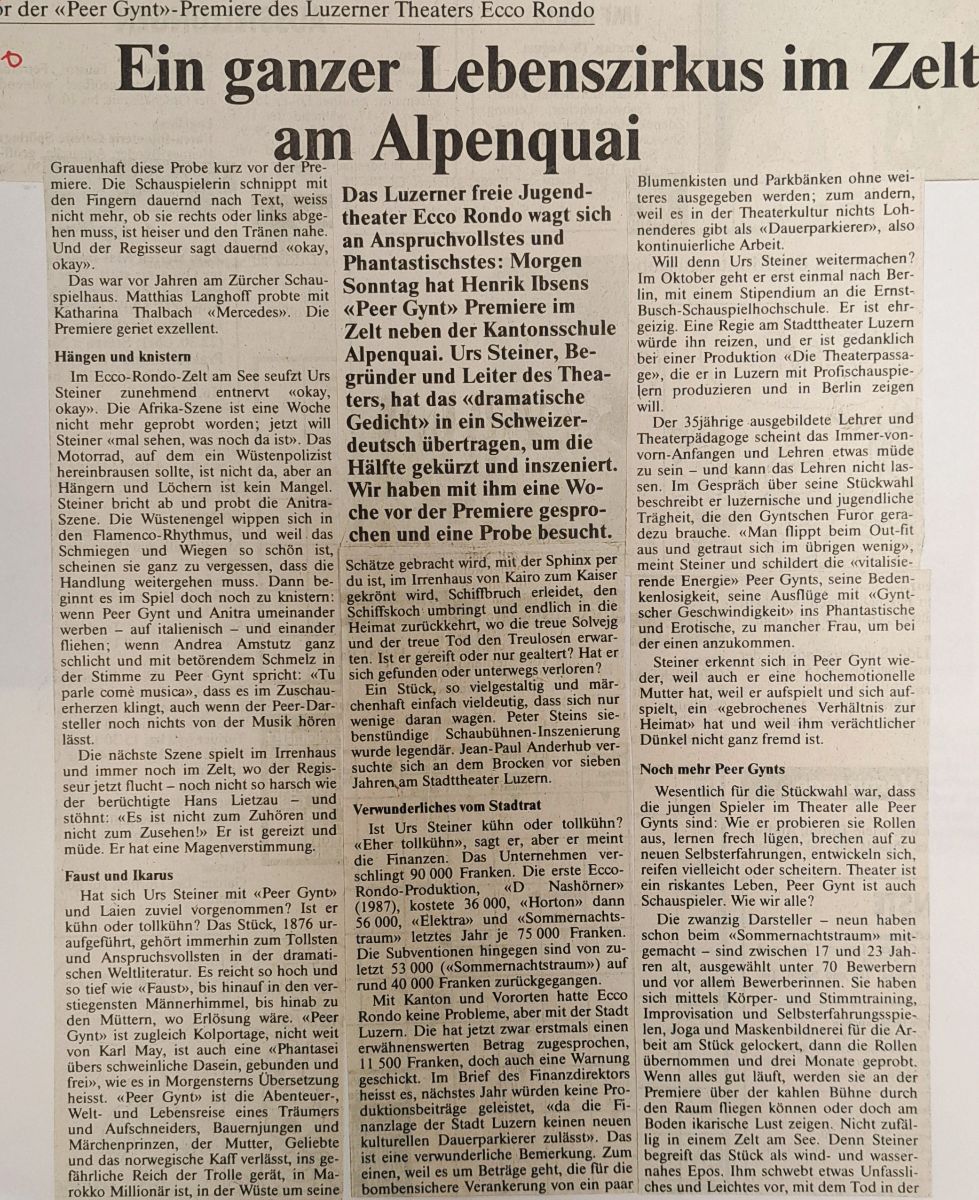 or der «Peer Gynt»-Premiere des Luzerner Theaters Ecco Rondo
Ein ganzer Lebenszirkus im Zelt
am Alpenquai
Grauenhaft diese Probe kurz vor der Pre-
miere. Die Schauspielerin schnippt mit
den Fingern dauernd nach Text, weiss
nicht mehr, ob sie rechts oder links abge-
hen muss, ist heiser und den Tränen nahe.
Und der Regisseur sagt dauernd «okay,
okay».
Das war vor Jahren am Zürcher Schau-
spielhaus. Matthias Langhoff probte mit
Katharina Thalbach «Mercedes». Die
Premiere geriet exzellent.
Hängen und knistern
Im Ecco-Rondo-Zelt am See seufzt Urs
Steiner zunehmend entnervt «okay,
okay». Die Afrika-Szene ist eine Woche
nicht mehr geprobt worden; jetzt will
Steiner «mal sehen, was noch da ist». Das
Motorrad, auf dem ein Wüstenpolizist
hereinbrausen sollte, ist nicht da, aber an
Hängern und Löchern ist kein Mangel.
Steiner bricht ab und probt die Anitra-
Szene. Die Wüstenengel wippen sich in
den Flamenco-Rhythmus, und weil das
Schmiegen und Wiegen so schön ist,
scheinen sie ganz zu vergessen, dass die
Handlung weitergehen muss. Dann be-
ginnt es im Spiel doch noch zu knistern:
wenn Peer Gynt und Anitra umeinander
werben – auf italienisch – und einander
fliehen; wenn Andrea Amstutz ganz
schlicht und mit betörendem Schmelz in
der Stimme zu Peer Gynt spricht: «Tu
parle comè musica», dass es im Zuschau-
erherzen klingt, auch wenn der Peer-Dar-
steller noch nichts von der Musik hören
lässt.
Die nächste Szene spielt im Irrenhaus
und immer noch im Zelt, wo der Regis-
seur jetzt flucht – noch nicht so harsch wie
der berüchtigte Hans Lietzau – und
stöhnt: «Es ist nicht zum Zuhören und
nicht zum Zusehen!» Er ist gereizt und
müde. Er hat eine Magenverstimmung.
Faust und Ikarus
Hat sich Urs Steiner mit «Peer Gynt»
und Laien zuviel vorgenommen? Ist er
kühn oder tollkühn? Das Stück, 1876 ur-
aufgeführt, gehört immerhin zum Tollsten
und Anspruchsvollsten in der dramati-
schen Weltliteratur. Es reicht so hoch und
so tief wie «Faust», bis hinauf in den ver-
stiegensten Männerhimmel, bis hinab zu
den Müttern, wo Erlösung wäre. «Peer
Gynt» ist zugleich Kolportage, nicht weit
von Karl May, ist auch eine «Phantasei
übers schweinliche Dasein, gebunden und
frei», wie es in Morgensterns Übersetzung
heisst. «Peer Gynt» ist die Abenteuer-,
Welt- und Lebensreise eines Träumers
und Aufschneiders, Bauernjungen und
Märchenprinzen, der Mutter, Geliebte
und das norwegische Kaff verlässt, ins ge-
fährliche Reich der Trolle gerät, in Ma-
rokko Millionär ist, in der Wüste um seine
Das Luzerner freie Jugend-
theater Ecco Rondo wagt sich
an Anspruchvollstes und
Phantastischstes: Morgen
Sonntag hat Henrik Ibsens
«Peer Gynt» Premiere im
Zelt neben der Kantonsschule
Alpenquai. Urs Steiner, Be-
gründer und Leiter des Thea-
ters, hat das «dramatische
Gedicht» in ein Schweizer-
deutsch übertragen, um die
Hälfte gekürzt und inszeniert.
Wir haben mit ihm eine Wo-
che vor der Premiere gespro-
chen und eine Probe besucht.
Schätze gebracht wird, mit der Sphinx per
du ist, im Irrenhaus von Kairo zum Kaiser
gekrönt wird, Schiffbruch erleidet, den
Schiffskoch umbringt und endlich in die
Heimat zurückkehrt, wo die treue Solvejg
und der treue Tod den Treulosen erwar-
ten. Ist er gereift oder nur gealtert? Hat er
sich gefunden oder unterwegs verloren?
Ein Stück, so vielgestaltig und mär-
chenhaft einfach vieldeutig, dass sich nur
wenige daran wagen. Peter Steins sie-
benstündige Schaubühnen-Inszenierung
wurde legendär. Jean-Paul Anderhub ver-
suchte sich an dem Brocken vor sieben
Jahren am Stadttheater Luzern.
Verwunderliches vom Stadtrat
Ist Urs Steiner kühn oder tollkühn?
«Eher tollkühn», sagt er, aber er meint
die Finanzen. Das Unternehmen ver-
schlingt 90 000 Franken. Die erste Ecco-
Rondo-Produktion, «D Nashörner»
(1987), kostete 36 000, «Horton» dann
56 000, «Elektra» und «Sommernachts-
traum» letztes Jahr je 75 000 Franken.
Die Subventionen hingegen sind von zu-
letzt 53 000 («Sommernachtstraum») auf
rund 40 000 Franken zurückgegangen.
Mit Kanton und Vororten hatte Ecco
Rondo keine Probleme, aber mit der Stadt
Luzern. Die hat jetzt zwar erstmals einen
erwähnenswerten Betrag zugesprochen,
11 500 Franken, doch auch eine Warnung
geschickt. Im Brief des Finanzdirektors
heisst es, nächstes Jahr würden keine Pro-
duktionsbeiträge geleistet, «da die Fi-
nanzlage der Stadt Luzern keinen neuen
kulturellen Dauerparkierer zulässt». Das
ist eine verwunderliche Bemerkung. Zum
einen, weil es um Beträge geht, die für die
bombensichere Verankerung von ein paar
Blumenkisten und Parkbänken ohne wei-
teres ausgegeben werden; zum andern,
weil es in der Theaterkultur nichts Loh-
nenderes gibt als «Dauerparkierer», also
kontinuierliche Arbeit.
Will denn Urs Steiner weitermachen?
Im Oktober geht er erst einmal nach Ber-
lin, mit einem Stipendium an die Ernst-
Busch-Schauspielhochschule. Er ist ehr-
geizig. Eine Regie am Stadttheater Luzern
würde ihn reizen, und er ist gedanklich
bei einer Produktion «Die Theaterpassa-
ge», die er in Luzern mit Profischauspie-
lern produzieren und in Berlin zeigen
will.
Der 35jährige ausgebildete Lehrer und
Theaterpädagoge scheint das Immer-von-
vorn-Anfangen und Lehren etwas müde
zu sein – und kann das Lehren nicht las-
sen. Im Gespräch über seine Stückwahl
beschreibt er luzernische und jugendliche
Trägheit, die den Gyntschen Furor gera-
dezu brauche. «Man flippt beim Out-fit
aus und getraut sich im übrigen wenig»,
meint Steiner und schildert die «vitalisie-
rende Energie» Peer Gynts, seine Beden-
kenlosigkeit, seine Ausflüge mit «Gynt-
scher Geschwindigkeit» ins Phantastische
und Erotische, zu mancher Frau, um bei
der einen anzukommen.
Steiner erkennt sich in Peer Gynt wie-
der, weil auch er eine hochemotionelle
Mutter hat, weil er aufspielt und sich auf-
spielt, ein «gebrochenes Verhältnis zur
Heimat» hat und weil ihm verächtlicher
Dünkel nicht ganz fremd ist.
Noch mehr Peer Gynts
Wesentlich für die Stückwahl war, dass
die jungen Spieler im Theater alle Peer
Gynts sind: Wie er probieren sie Rollen
aus, lernen frech lügen, brechen auf zu
neuen Selbsterfahrungen, entwickeln sich,
reifen vielleicht oder scheitern. Theater ist
ein riskantes Leben, Peer Gynt ist auch
Schauspieler. Wie wir alle?
Die zwanzig Darsteller – neun haben
schon beim «Sommernachtstraum» mit-
gemacht – sind zwischen 17 und 23 Jah-
ren alt, ausgewählt unter 70 Bewerbern
und vor allem Bewerberinnen. Sie haben
sich mittels Körper- und Stimmtraining,
Improvisation und Selbsterfahrungsspie-
len, Joga und Maskenbildnerei für die Ar-
beit am Stück gelockert, dann die Rollen
übernommen und drei Monate geprobt.
Wenn alles gut läuft, werden sie an der
Premiere über der kahlen Bühne durch
den Raum fliegen können oder doch am
Boden ikarische Lust zeigen. Nicht zufäl-
lig in einem Zelt am See. Denn Steiner
begreift das Stück als wind- und wasser-
nahes Epos. Ihm schwebt etwas Unfassli-
ches und Leichtes vor, mit dem Tod in der